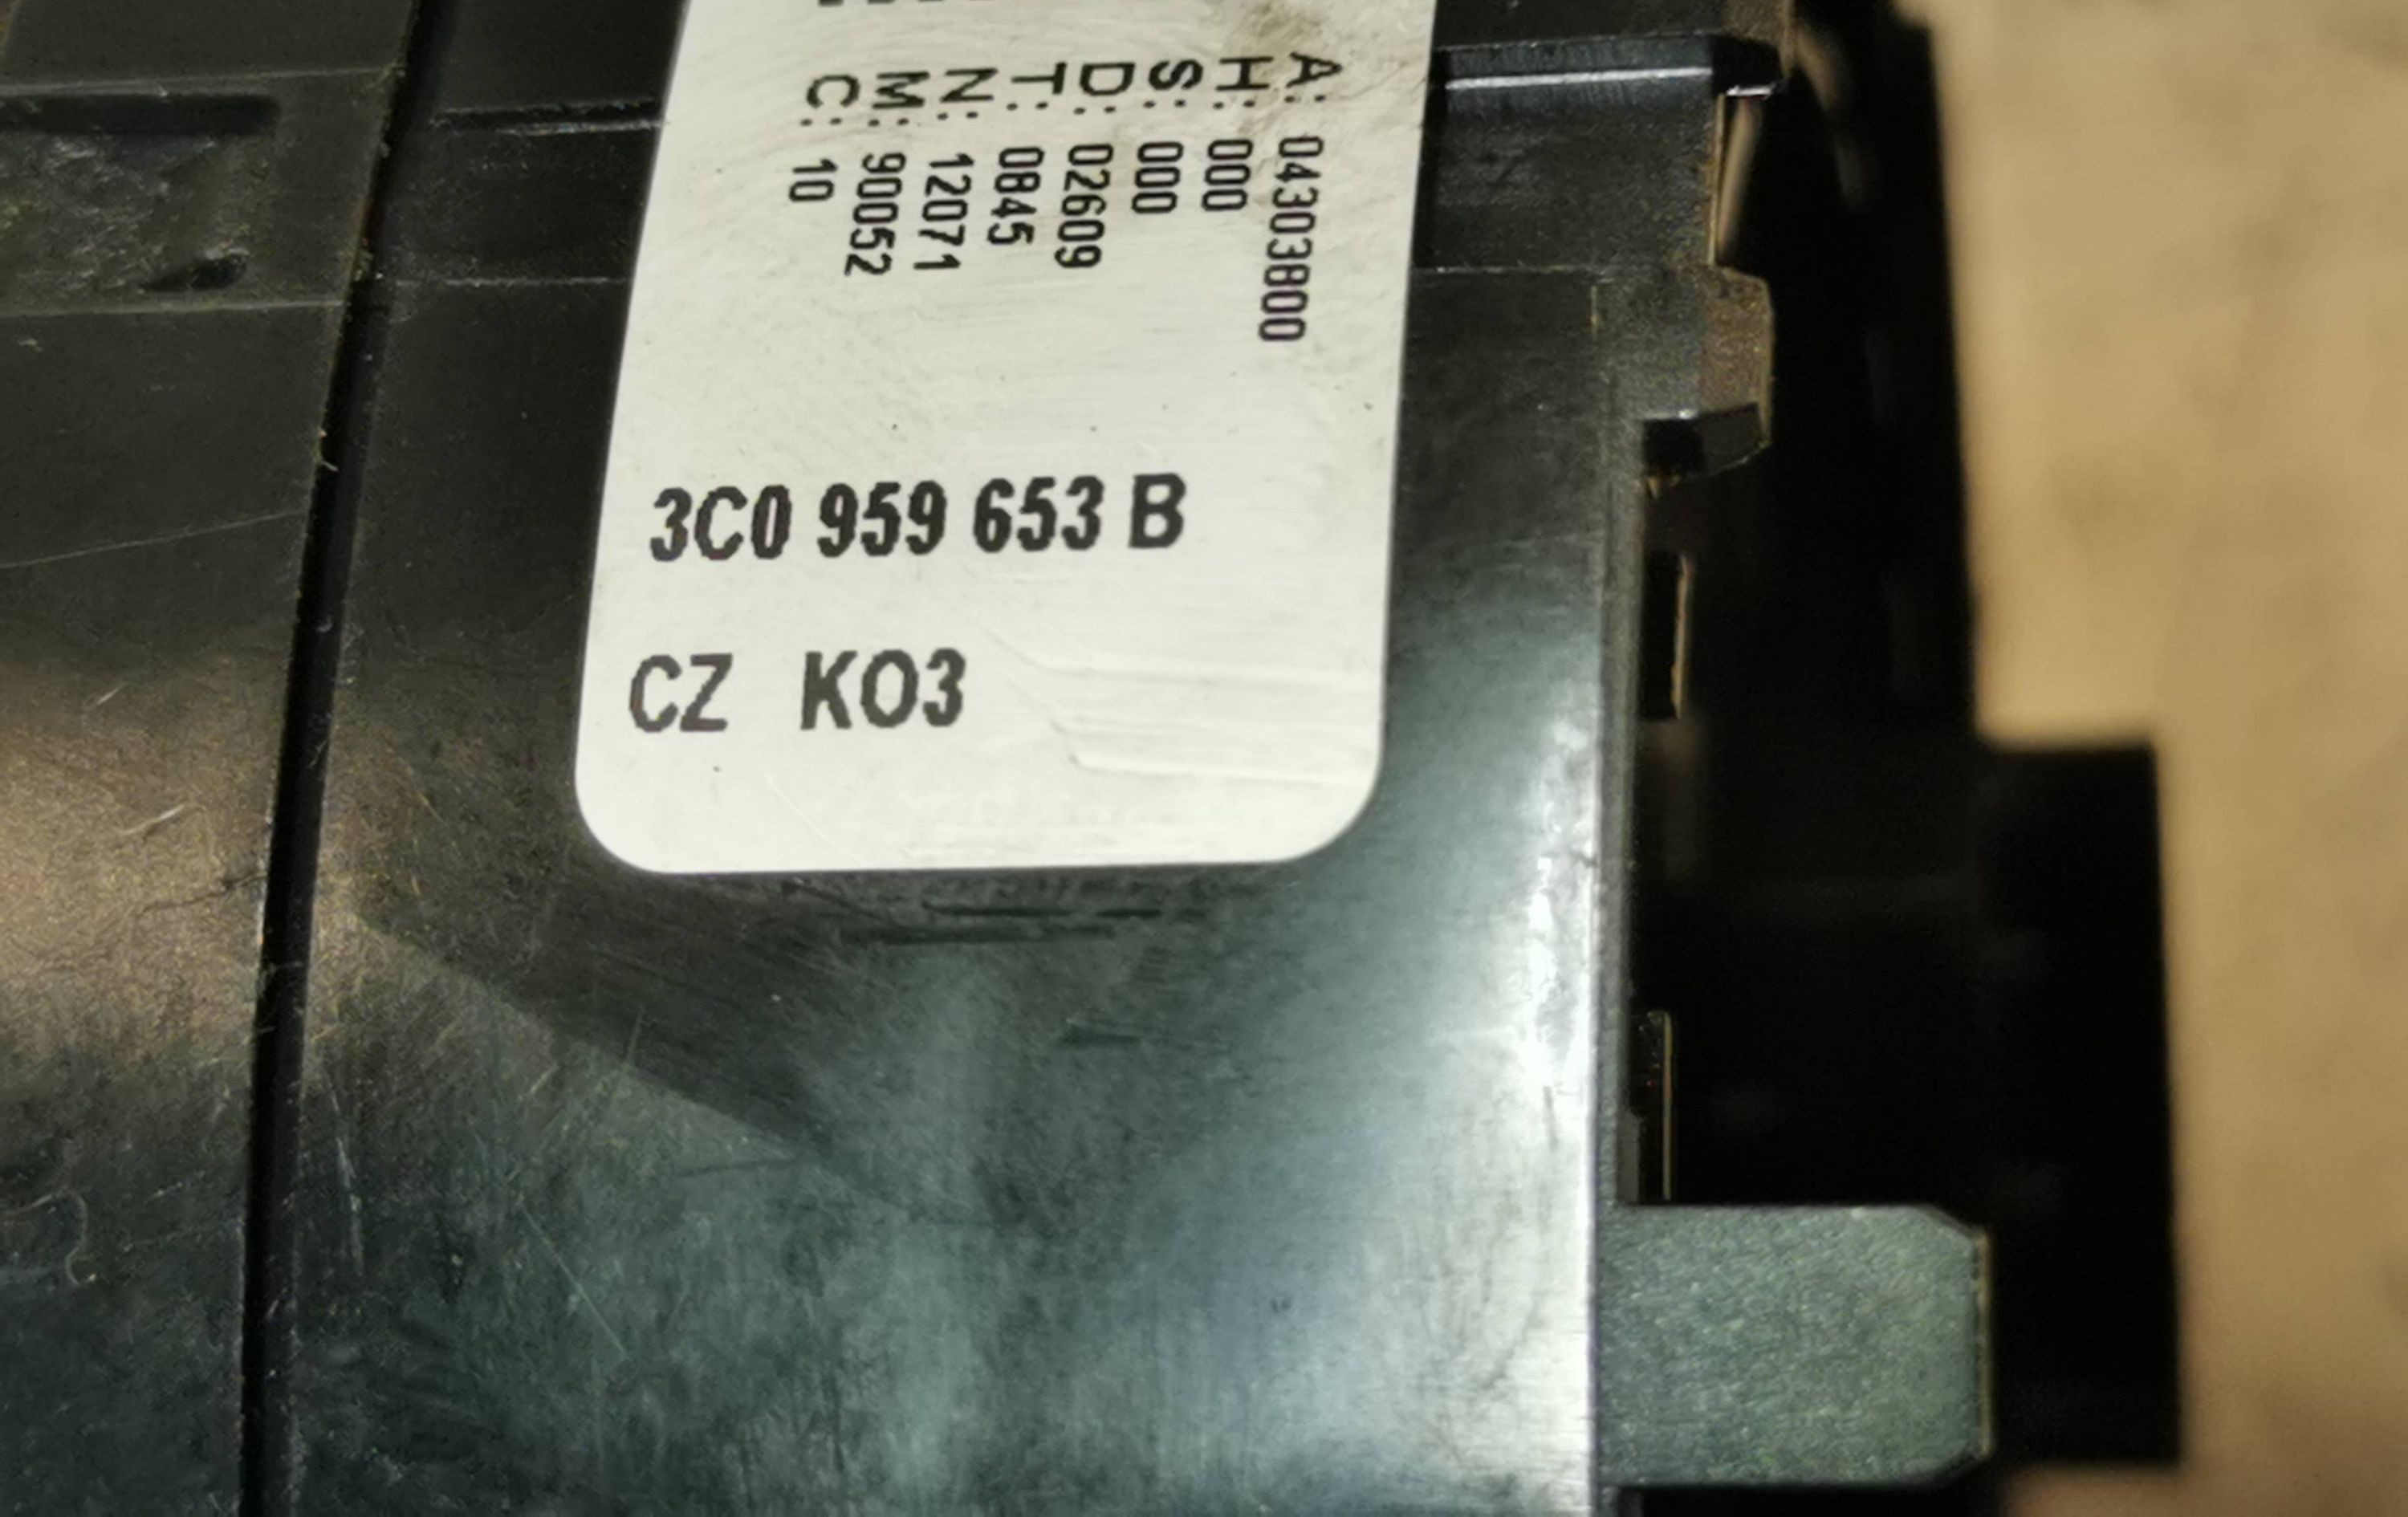 A: 04303800
H: 000
S: 000
D: 02609
T: 0845
N: 12071
M: 90052
C: 10
3C0 959 653 B
CZ KO3